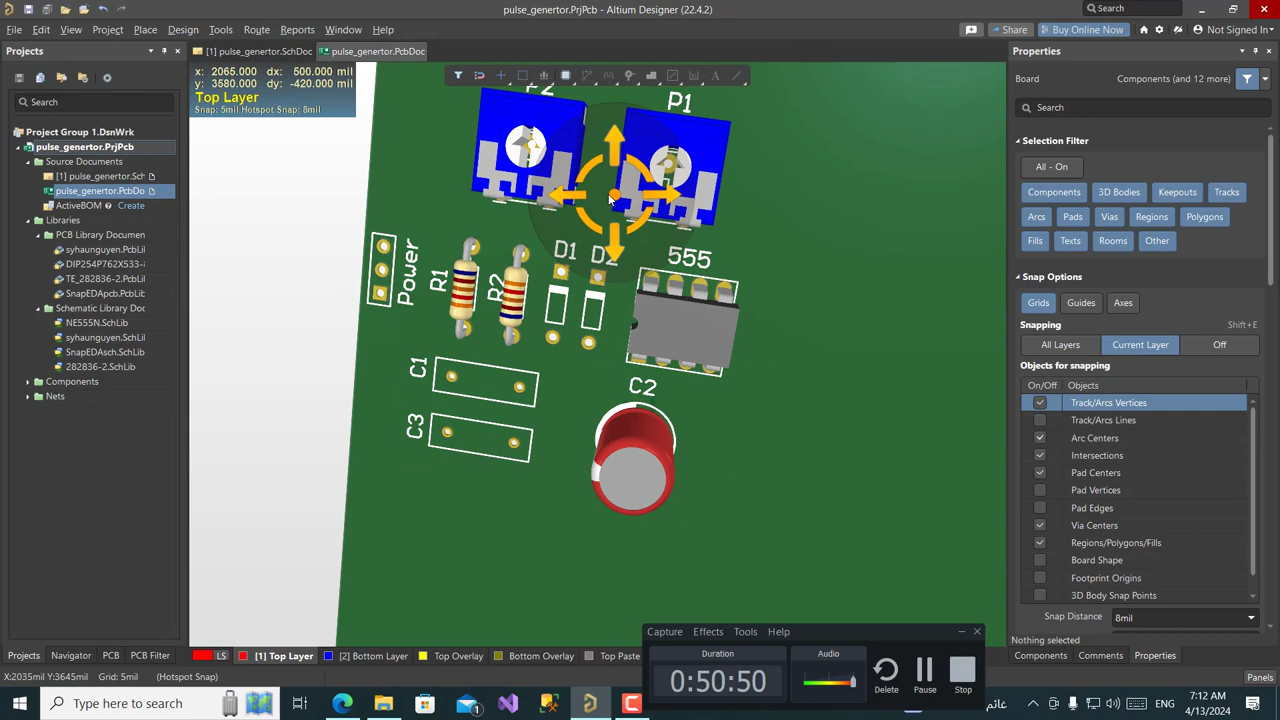 pulse_genertor.PrjPcb - Altium Designer (22.4.2)
Search
File Edit View Project Place Design Tools Route Reports Window Help
Share
Buy Online Now
Projects
[1] pulse_genertor.SchDoc
pulse_genertor.PcbDoc
Search
Project Group 1.DsnWrk
pulse_genertor.PrjPcb
Source Documents
[1] pulse_genertor.Sch
pulse_genertor.PcbDo
ActiveBOM Create
Libraries
PCB Library Documen
syhaunguyen.PcbLil
DIP254P762X533-
TE_282836-2.PcbLib
SnapEDApcb.PcbLib
Schematic Library Doc
NE555N.SchLib
syhaunguyen.SchLi
SnapEDAsch.SchLib
282836-2.SchLib
Components
Nets
x: 2065.000 dx: 500.000 mil
y: 3580.000 dy: -420.000 mil
Top Layer
Snap: 5mil Hotspot Snap: 8mil
P2
P1
Power
R1
R2
D1
D2
555
C1
C2
C3
Properties
Board
Components (and 12 more)
Search
Selection Filter
All - On
Components
3D Bodies
Keepouts
Tracks
Arcs
Pads
Vias
Regions
Polygons
Fills
Texts
Rooms
Other
Snap Options
Grids
Guides
Axes
Snapping
Shift+E
All Layers
Current Layer
Off
Objects for snapping
On/Off Objects
Track/Arcs Vertices
Track/Arcs Lines
Arc Centers
Intersections
Pad Centers
Pad Vertices
Pad Edges
Via Centers
Regions/Polygons/Fills
Board Shape
Footprint Origins
3D Body Snap Points
Snap Distance
8mil
Nothing selected
Capture Effects Tools Help
Duration
0:50:50
Audio
Delete
Pause
Stop
Projects Navigator PCB PCB Filter
LS
[1] Top Layer
[2] Bottom Layer
Top Overlay
Bottom Overlay
Top Paste
Components Comments Properties
X:2035mil Y:3645mil Grid: 5mil (Hotspot Snap)
Panels
Type here to search
1
غائم
ENG
7:12 AM
4/13/2024